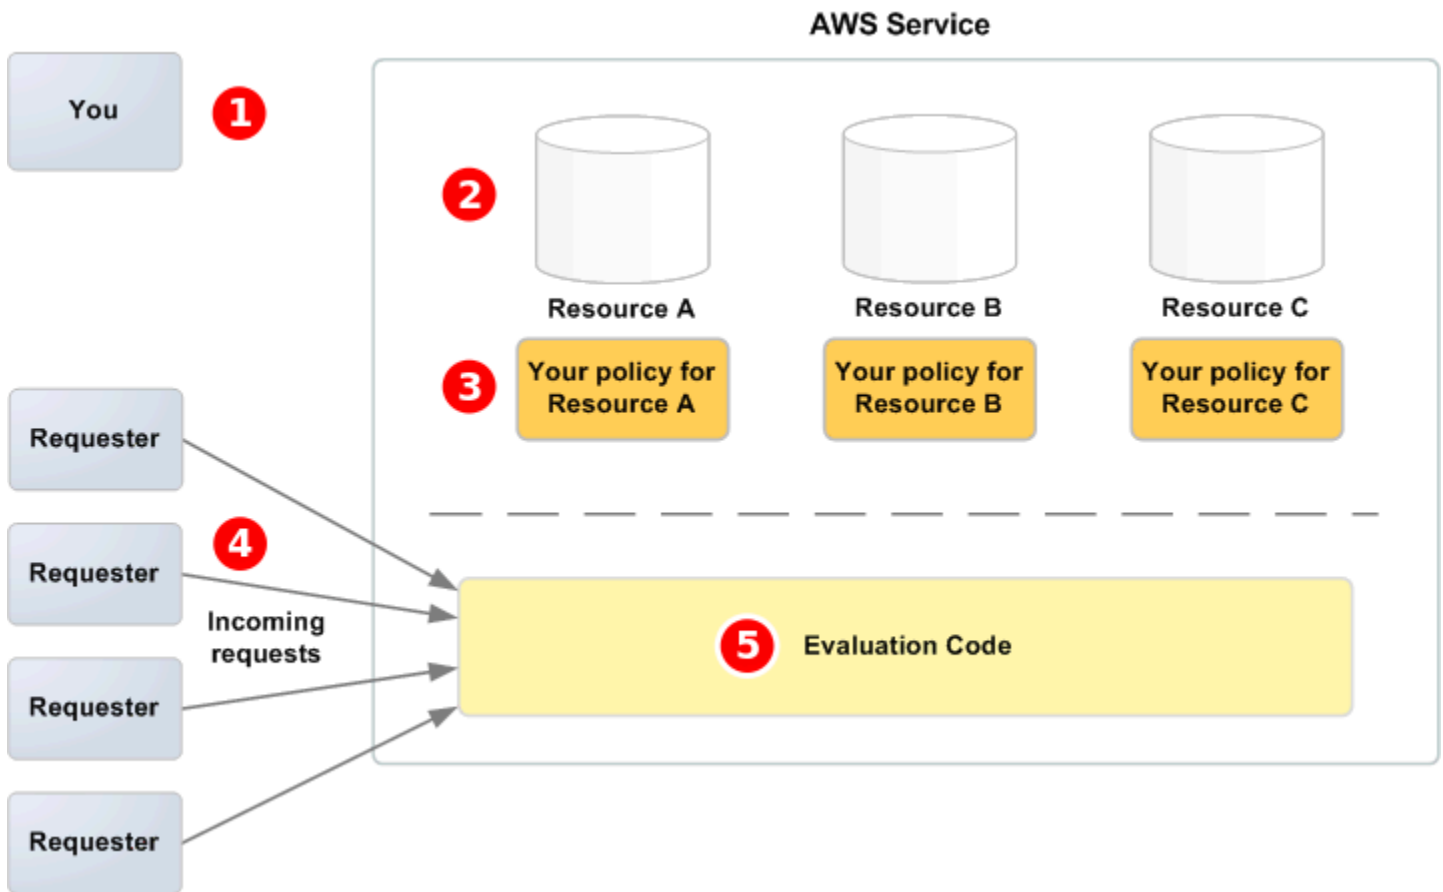 AWS Service
You
1
2
Resource A
Resource B
Resource C
3
Your policy for
Resource A
Your policy for
Resource B
Your policy for
Resource C
Requester
4
Requester
Incoming
requests
5
Evaluation Code
Requester
Requester